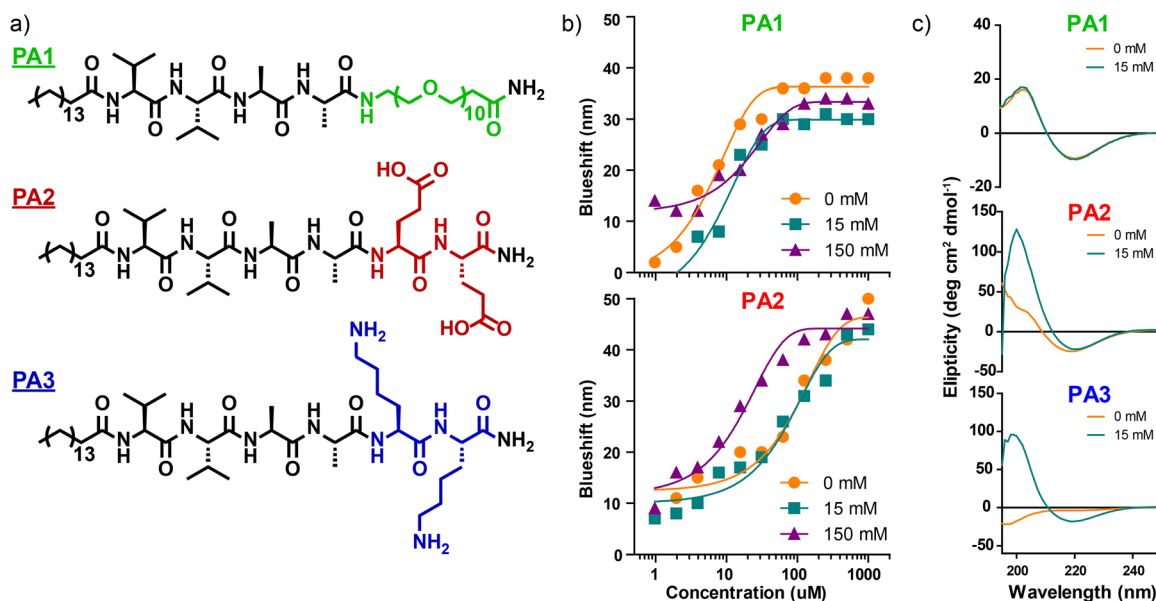 a)
PA1
O
H
N
O
H
N
O
O
NH2
13
N
H
O
N
H
O
N
H
10
O
PA2
HO
O
O
H
N
O
H
N
O
H
N
O
NH2
13
N
H
O
N
H
O
N
H
O
HO
O
PA3
NH2
O
H
N
O
H
N
O
H
N
O
NH2
13
N
H
O
N
H
O
N
H
O
NH2
b)
PA1
Blueshift (nm)
50
40
30
20
10
0
0 mM
15 mM
150 mM
PA2
Blueshift (nm)
50
40
30
20
10
0
0 mM
15 mM
150 mM
1
10
100
1000
Concentration (uM)
c)
Elipticity (deg cm2 dmol-1)
PA1
0 mM
15 mM
40
20
0
-20
PA2
0 mM
15 mM
150
100
50
0
-50
PA3
0 mM
15 mM
100
50
0
-50
200
220
240
Wavelength (nm)